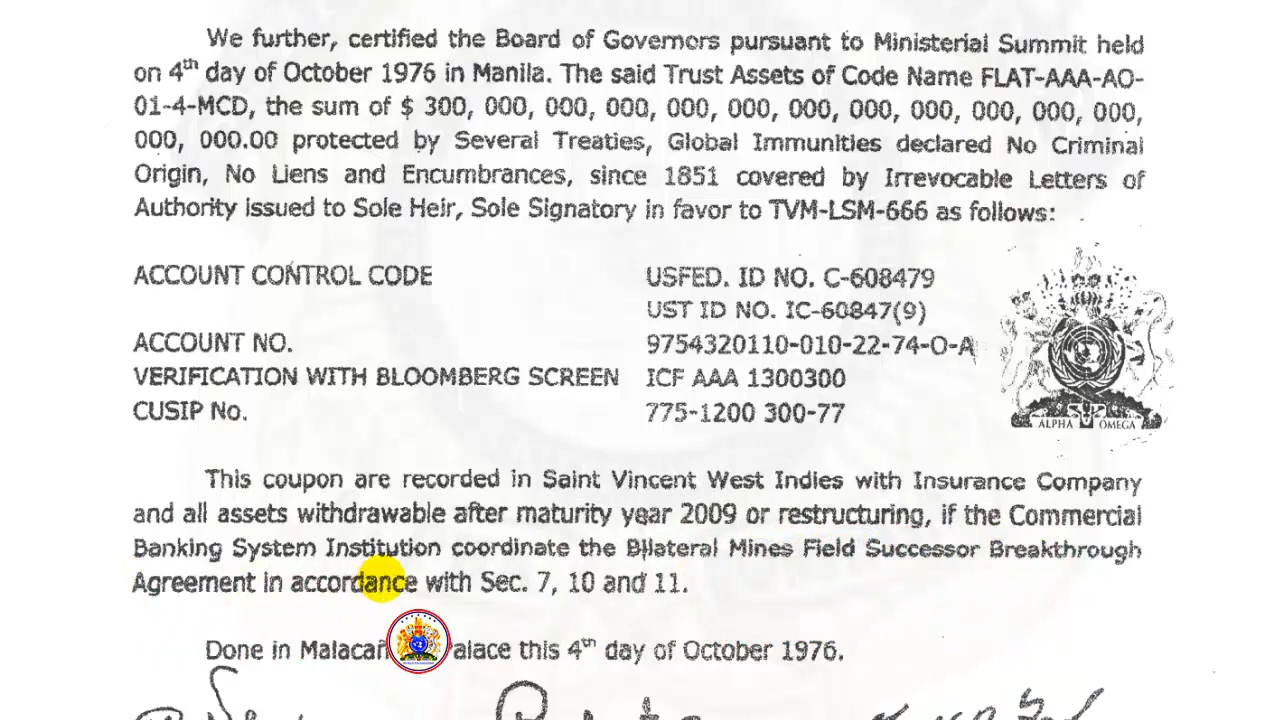 We further, certified the Board of Governors pursuant to Ministerial Summit held
on 4th day of October 1976 in Manila. The said Trust Assets of Code Name FLAT-AAA-AO-
01-4-MCD, the sum of $ 300, 000, 000, 000, 000, 000, 000, 000, 000, 000, 000, 000,
000, 000.00 protected by Several Treaties, Global Immunities declared No Criminal
Origin, No Liens and Encumbrances, since 1851 covered by Irrevocable Letters of
Authority issued to Sole Heir, Sole Signatory in favor to TVM-LSM-666 as follows:
ACCOUNT CONTROL CODE USFED. ID NO. C-608479
UST ID NO. IC-60847(9)
ACCOUNT NO. 9754320110-010-22-74-O-A
VERIFICATION WITH BLOOMBERG SCREEN ICF AAA 1300300
CUSIP No. 775-1200 300-77
ALPHA OMEGA
This coupon are recorded in Saint Vincent West Indies with Insurance Company
and all assets withdrawable after maturity year 2009 or restructuring, if the Commercial
Banking System Institution coordinate the Bilateral Mines Field Successor Breakthrough
Agreement in accordance with Sec. 7, 10 and 11.
Done in Malacañ alace this 4th day of October 1976.